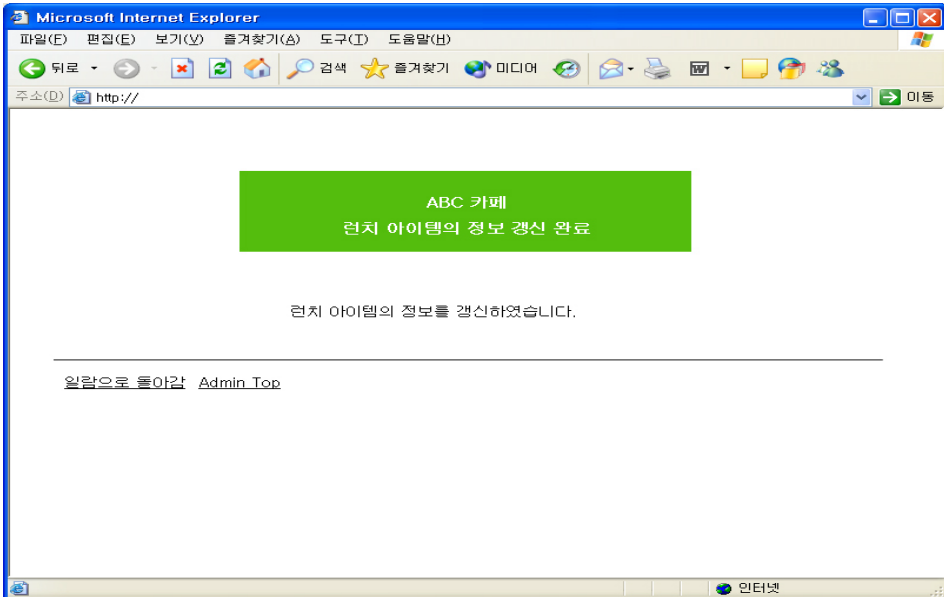 Microsoft Internet Explorer
파일(F) 편집(E) 보기(V) 즐겨찾기(A) 도구(T) 도움말(H)
뒤로 검색 즐겨찾기 미디어
주소(D) http:// 이동
ABC 카페
런치 아이템의 정보 갱신 완료
런치 아이템의 정보를 갱신하였습니다.
일람으로 돌아감 Admin Top
인터넷